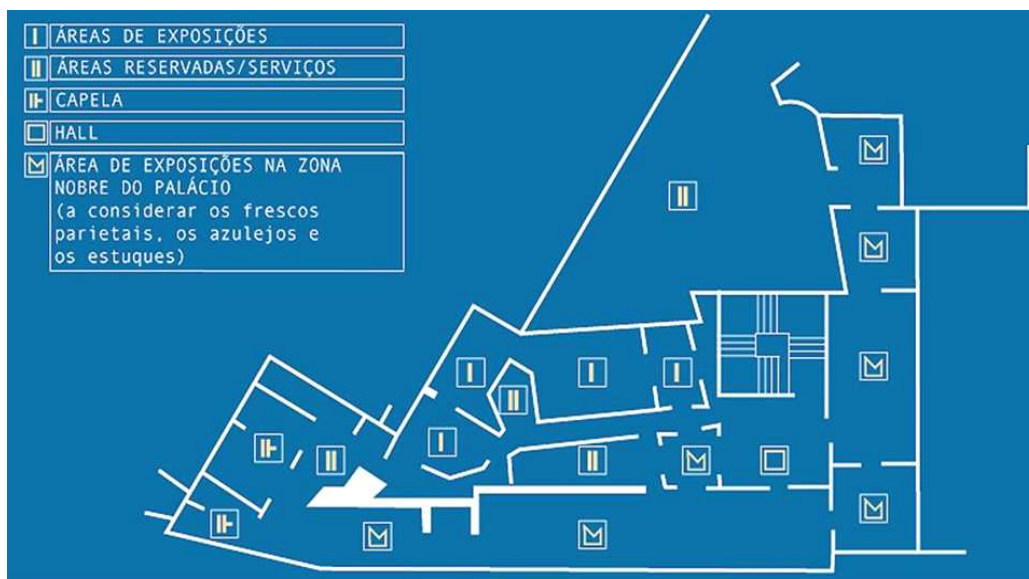 ÁREAS DE EXPOSIÇÕES
ÁREAS RESERVADAS/SERVIÇOS
CAPELA
HALL
ÁREA DE EXPOSIÇÕES NA ZONA
NOBRE DO PALÁCIO
(a considerar os frescos
parietais, os azulejos e
os estuques)